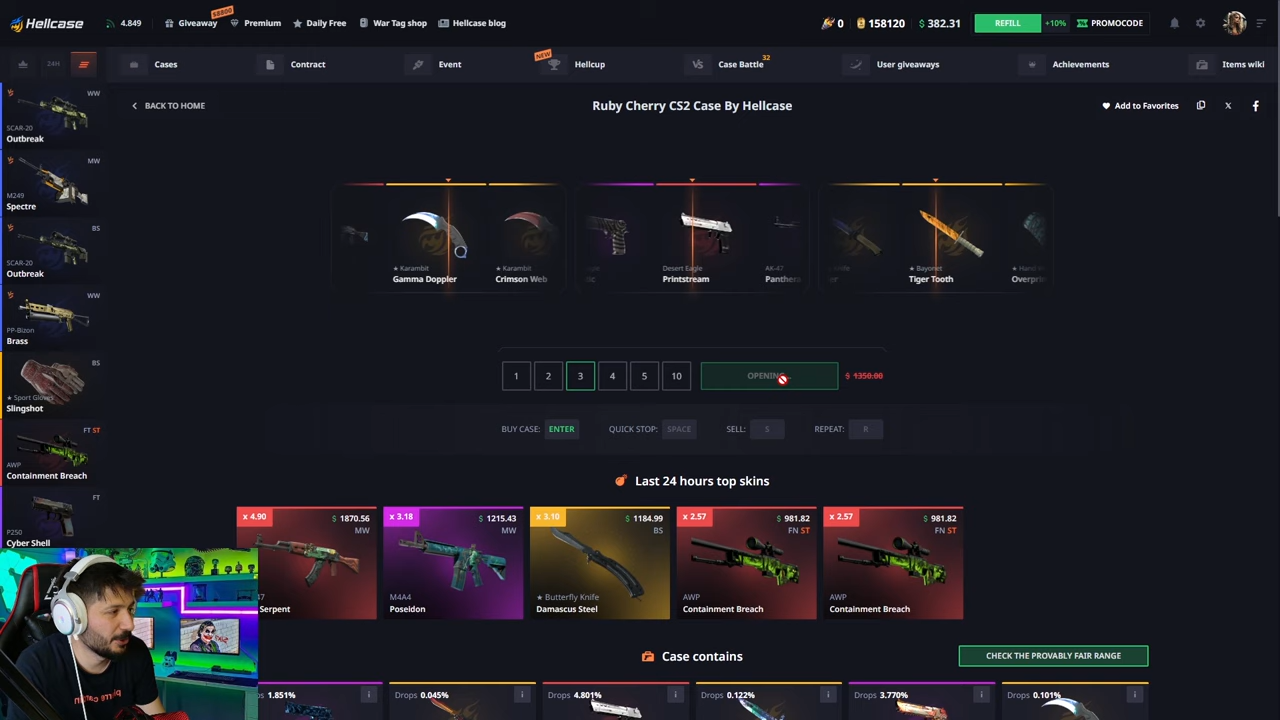 Hellcase
4.849
Giveaway
$8800
Premium
Daily Free
War Tag shop
Hellcase blog
0
158120
$ 382.31
REFILL
+10%
PROMOCODE
24H
Cases
Contract
Event
NEW
Hellcup
Case Battle
32
User giveaways
Achievements
Items wiki
BACK TO HOME
Ruby Cherry CS2 Case By Hellcase
Add to Favorites
WW
SCAR-20
Outbreak
MW
M249
Spectre
BS
SCAR-20
Outbreak
WW
PP-Bizon
Brass
BS
★ Sport Gloves
Slingshot
FT ST
AWP
Containment Breach
FT
P250
Cyber Shell
★ Karambit
Gamma Doppler
★ Karambit
Crimson Web
Desert Eagle
Printstream
AK-47
Panthera
★ Bayonet
Tiger Tooth
★ Hand
Overpri
1
2
3
4
5
10
OPENING
$ 1350.00
BUY CASE: ENTER
QUICK STOP: SPACE
SELL: S
REPEAT: R
Last 24 hours top skins
x 4.90
$ 1870.56
MW
47
Serpent
x 3.18
$ 1215.43
MW
M4A4
Poseidon
x 3.10
$ 1184.99
BS
★ Butterfly Knife
Damascus Steel
x 2.57
$ 981.82
FN ST
AWP
Containment Breach
x 2.57
$ 981.82
FN ST
AWP
Containment Breach
Case contains
CHECK THE PROVABLY FAIR RANGE
ps 1.851%
Drops 0.045%
Drops 4.801%
Drops 0.122%
Drops 3.770%
Drops 0.101%